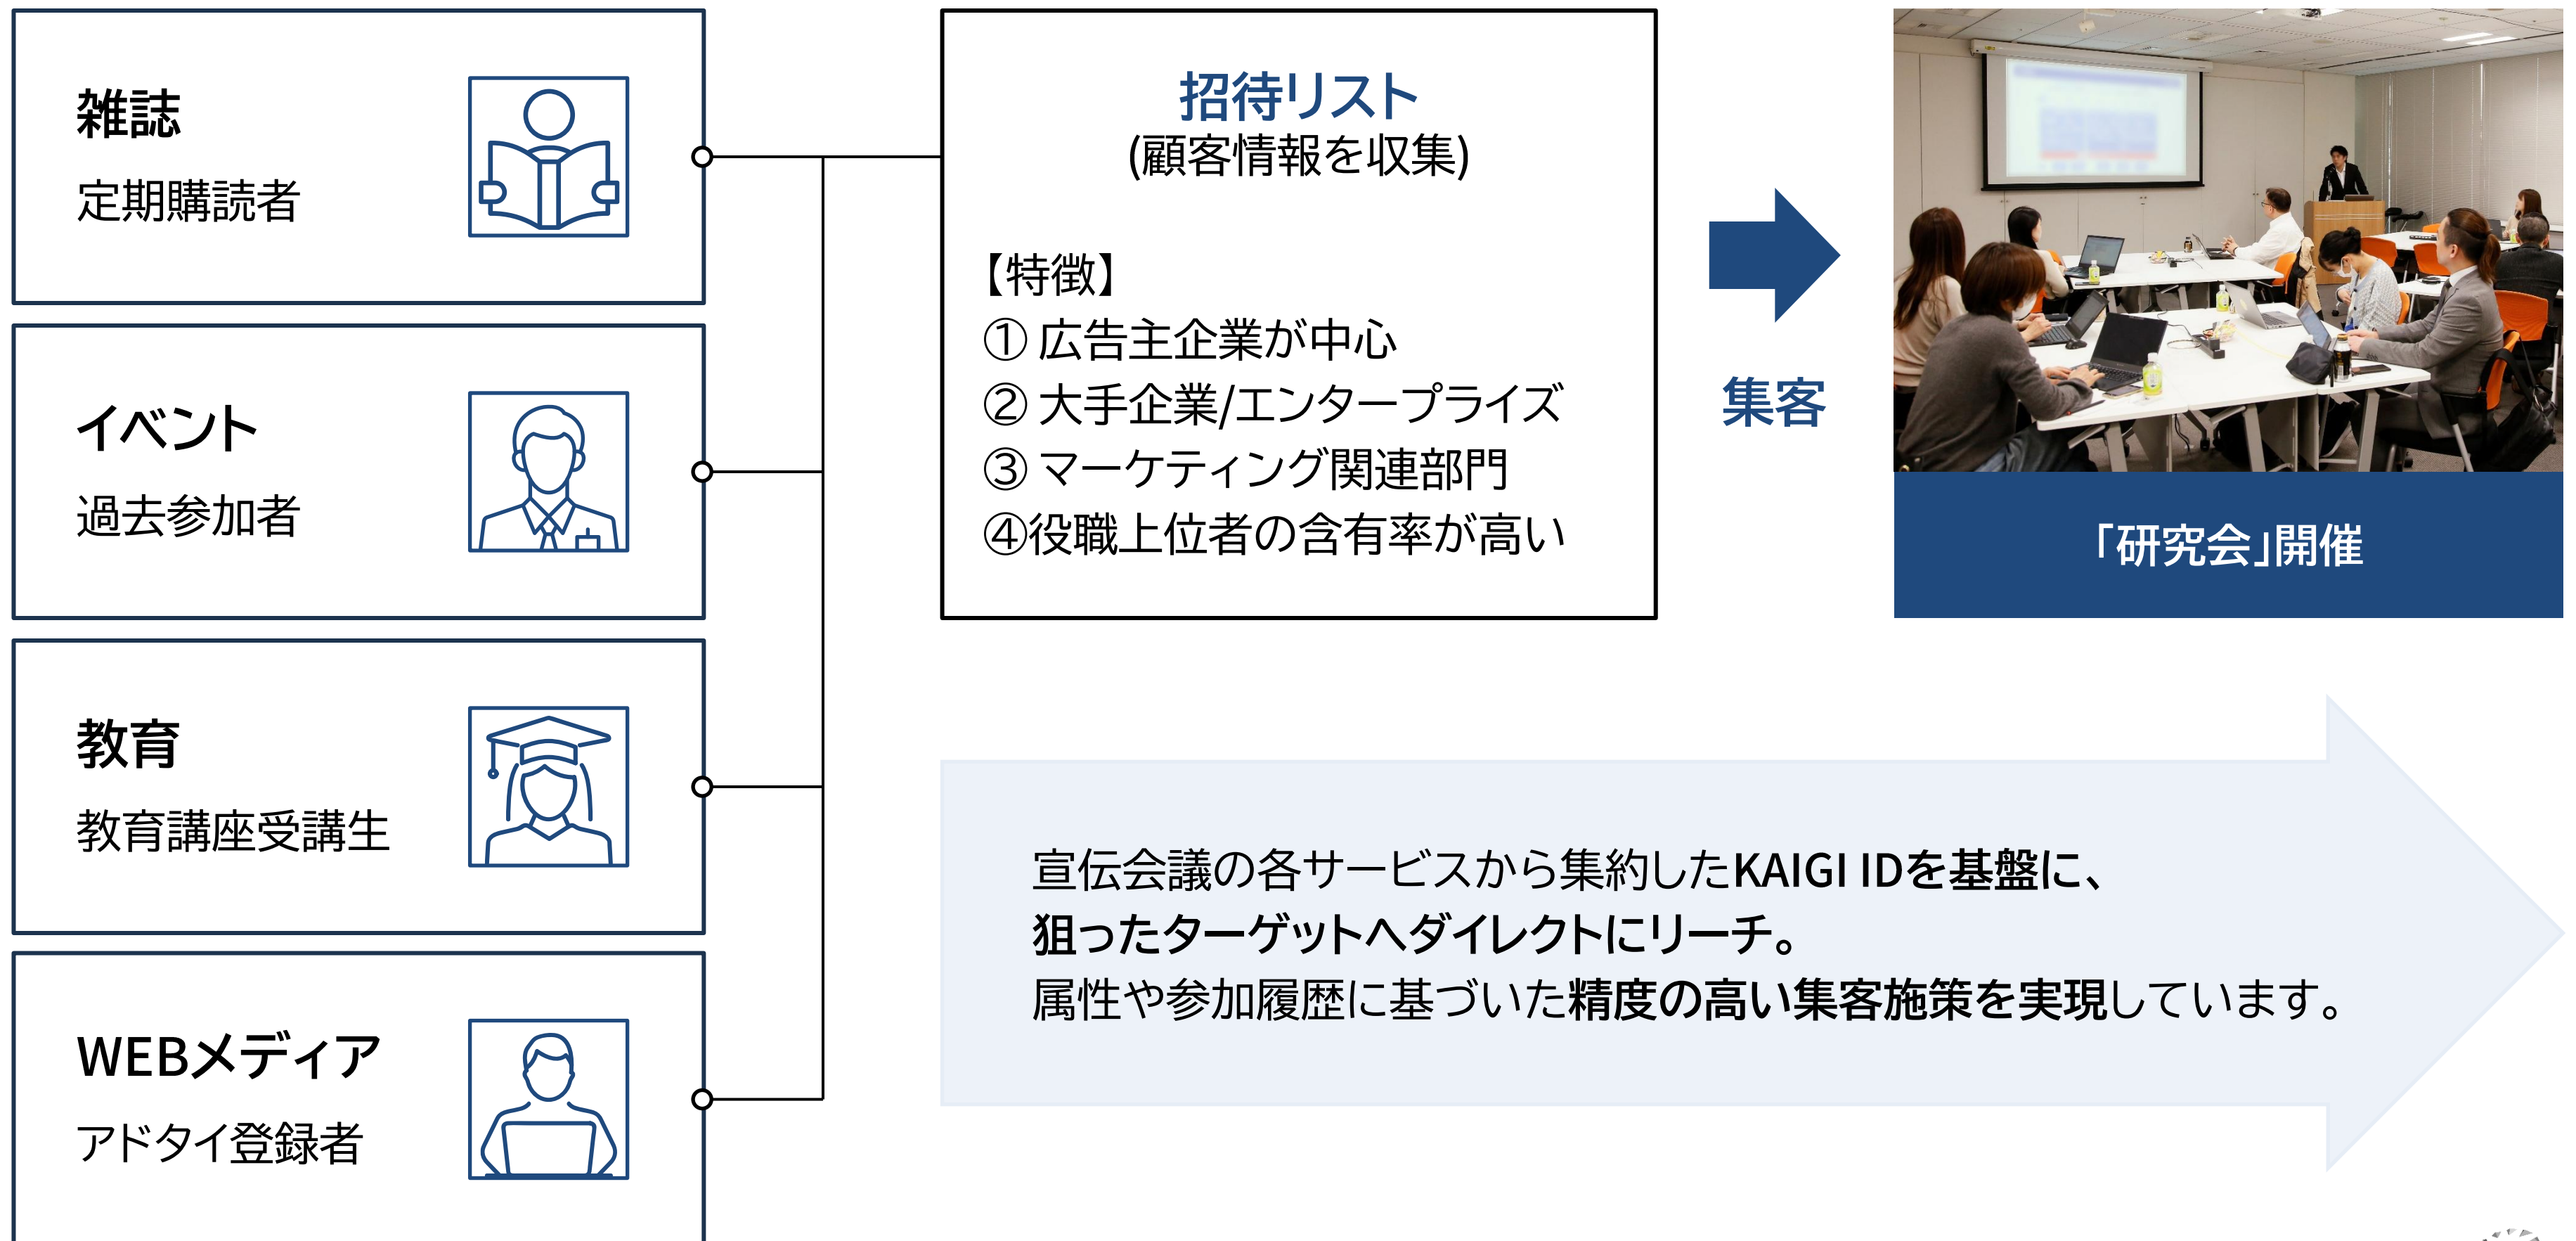 雑誌
定期購読者
イベント
過去参加者
教育
教育講座受講生
WEBメディア
アドタイ登録者
招待リスト
(顧客情報を収集)
【特徴】
① 広告主企業が中心
② 大手企業/エンタープライズ
③ マーケティング関連部門
④役職上位者の含有率が高い
集客
「研究会」開催
宣伝会議の各サービスから集約したKAIGI IDを基盤に、
狙ったターゲットへダイレクトにリーチ。
属性や参加履歴に基づいた精度の高い集客施策を実現しています。